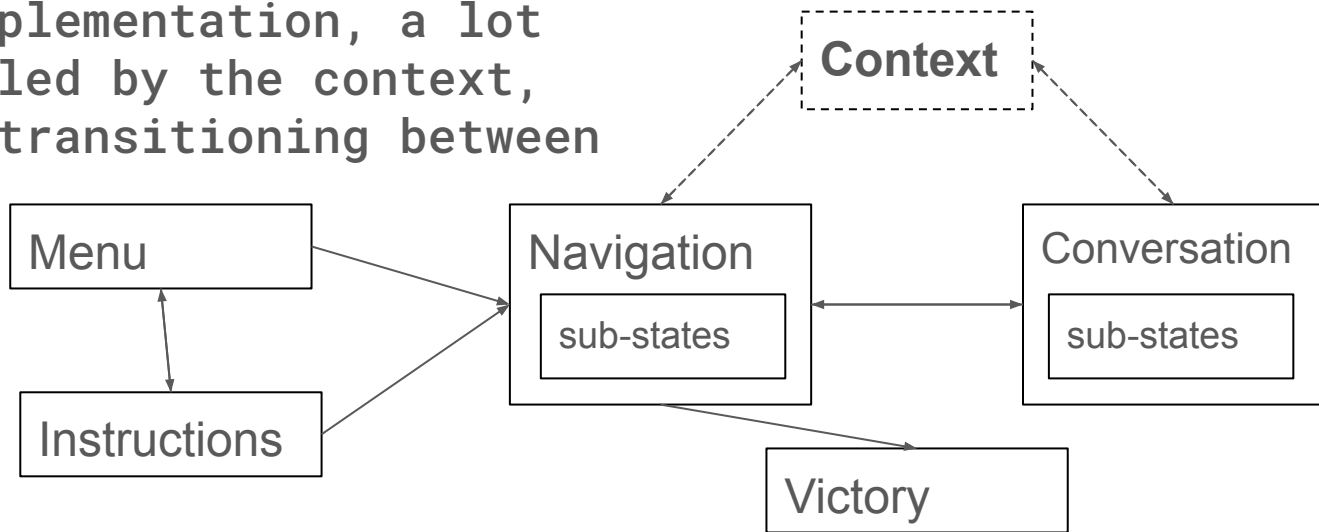 plementation, a lot
led by the context,
transitioning between
Context
Menu
Navigation
Conversation
sub-states
sub-states
Instructions
Victory